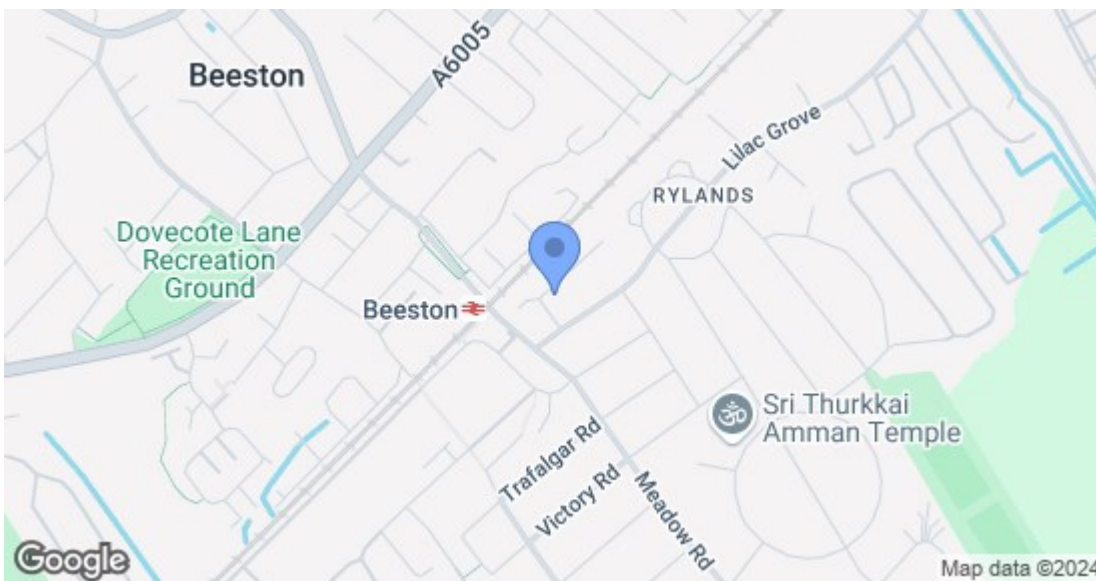 Beeston
A6005
Lilac Grove
RYLANDS
Dovecote Lane
Recreation
Ground
Beeston
Sri Thurkkai
Amman Temple
Trafalgar Rd
Victory Rd
Meadow Rd
Google
Map data ©2024